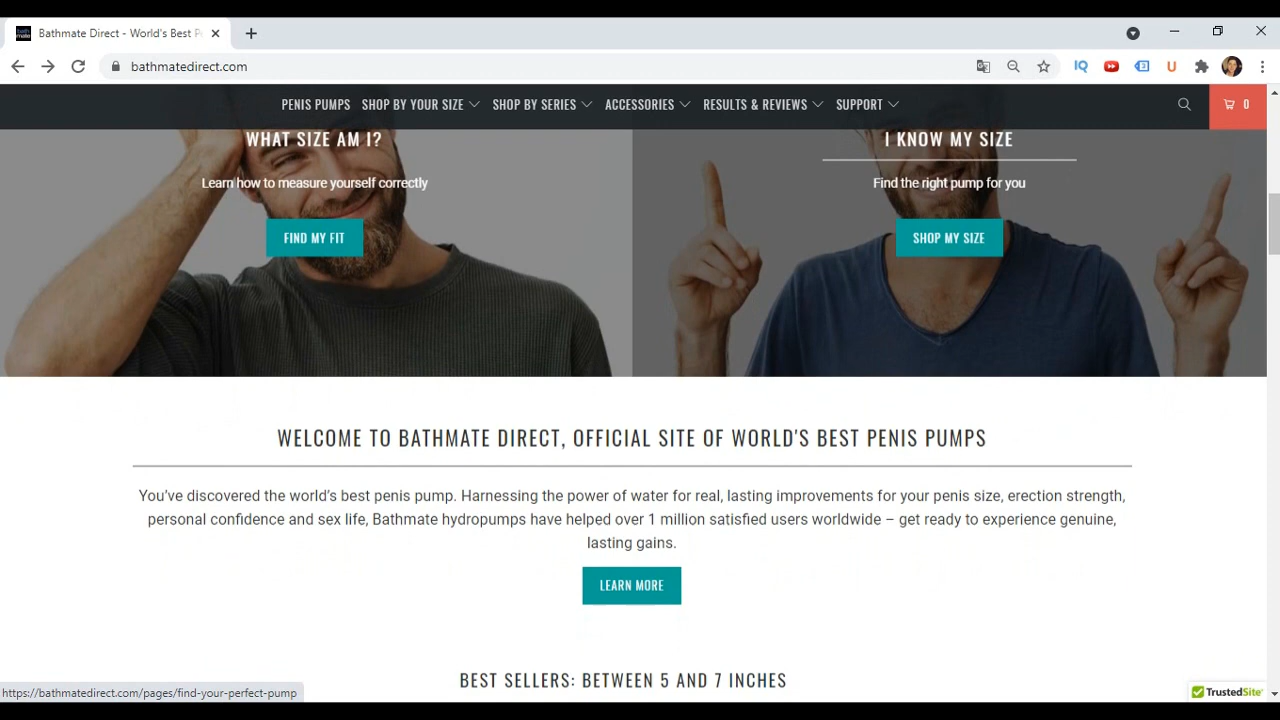 Bathmate Direct - World's Best P
bathmatedirect.com
PENIS PUMPS SHOP BY YOUR SIZE SHOP BY SERIES ACCESSORIES RESULTS & REVIEWS SUPPORT 0
WHAT SIZE AM I?
Learn how to measure yourself correctly
FIND MY FIT
I KNOW MY SIZE
Find the right pump for you
SHOP MY SIZE
WELCOME TO BATHMATE DIRECT, OFFICIAL SITE OF WORLD'S BEST PENIS PUMPS
You've discovered the world's best penis pump. Harnessing the power of water for real, lasting improvements for your penis size, erection strength,
personal confidence and sex life, Bathmate hydropumps have helped over 1 million satisfied users worldwide – get ready to experience genuine,
lasting gains.
LEARN MORE
BEST SELLERS: BETWEEN 5 AND 7 INCHES
https://bathmatedirect.com/pages/find-your-perfect-pump
TrustedSite